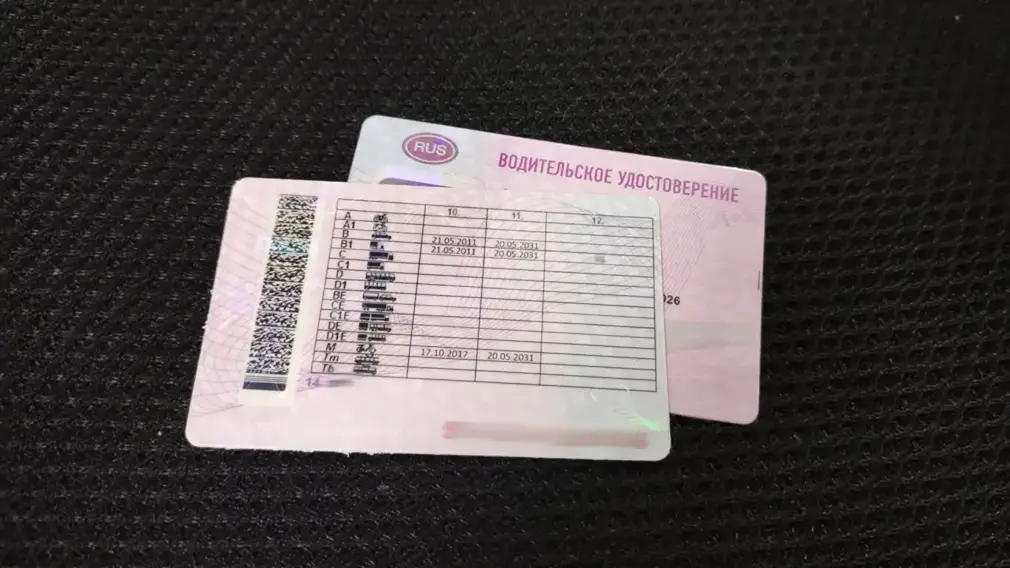 RUS
ВОДИТЕЛЬСКОЕ УДОСТОВЕРЕНИЕ
026
10. 11. 12.
A
A1
B 21.05.2011 20.05.2031
B1 21.05.2011 20.05.2031
C
C1
D
D1
BE
CE
C1E
DE
D1E
M 17.10.2017 20.05.2031
Tm
Tb
14